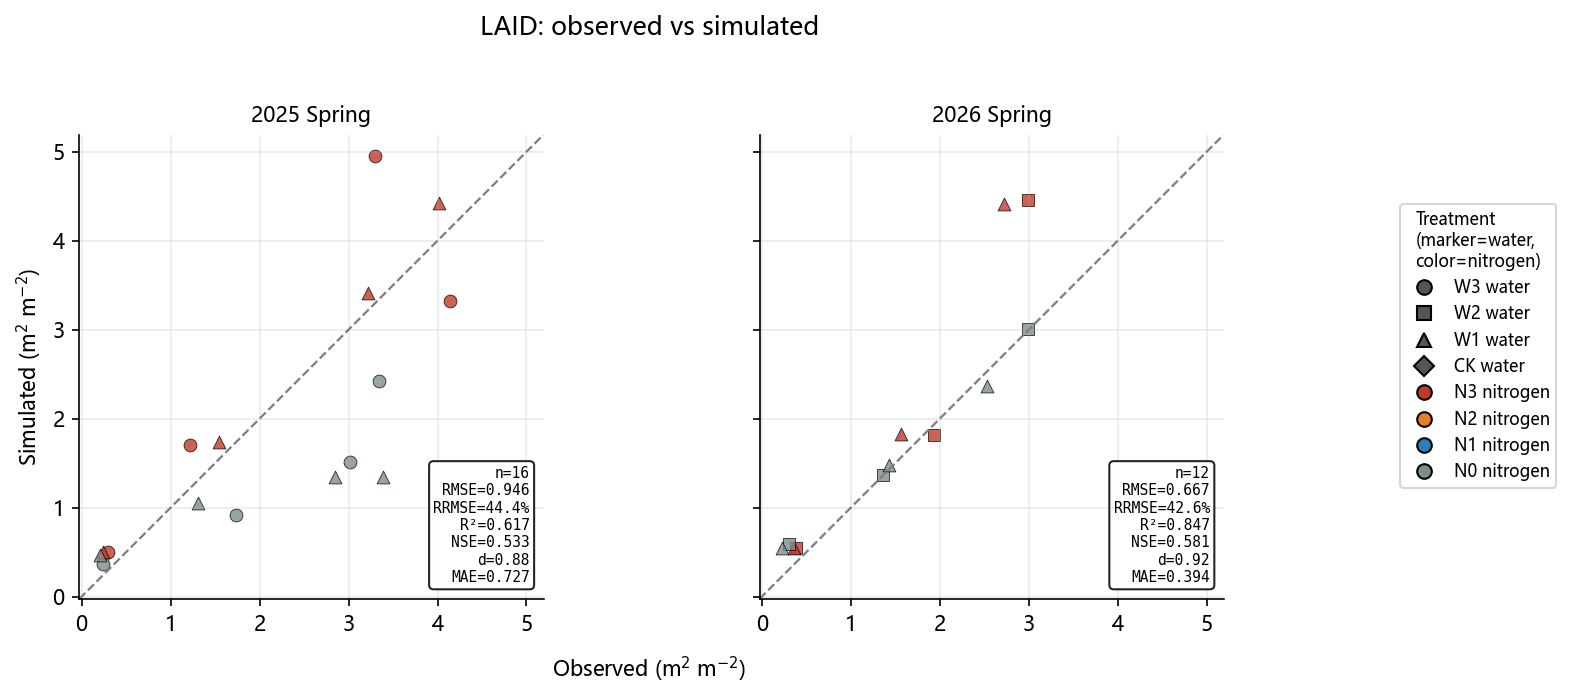 LAID: observed vs simulated
2025 Spring
5
4
3
2
1
0
0 1 2 3 4 5
Simulated (m² m⁻²)
n=16
RMSE=0.946
RRMSE=44.4%
R²=0.617
NSE=0.533
d=0.88
MAE=0.727
2026 Spring
0 1 2 3 4 5
n=12
RMSE=0.667
RRMSE=42.6%
R²=0.847
NSE=0.581
d=0.92
MAE=0.394
Observed (m² m⁻²)
Treatment
(marker=water,
color=nitrogen)
W3 water
W2 water
W1 water
CK water
N3 nitrogen
N2 nitrogen
N1 nitrogen
N0 nitrogen